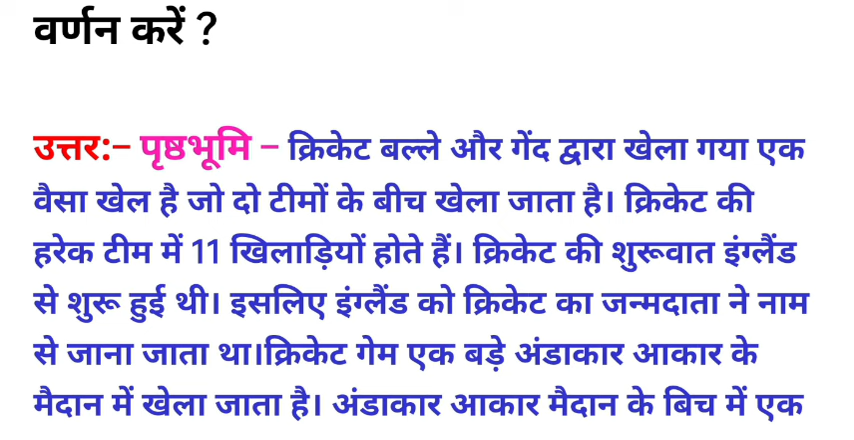 वर्णन करें ?
उत्तर:– पृष्ठभूमि – क्रिकेट बल्ले और गेंद द्वारा खेला गया एक
वैसा खेल है जो दो टीमों के बीच खेला जाता है। क्रिकेट की
हरेक टीम में 11 खिलाड़ियों होते हैं। क्रिकेट की शुरूवात इंग्लैंड
से शुरू हुई थी। इसलिए इंग्लैंड को क्रिकेट का जन्मदाता ने नाम
से जाना जाता था।क्रिकेट गेम एक बड़े अंडाकार आकार के
मैदान में खेला जाता है। अंडाकार आकार मैदान के बिच में एक